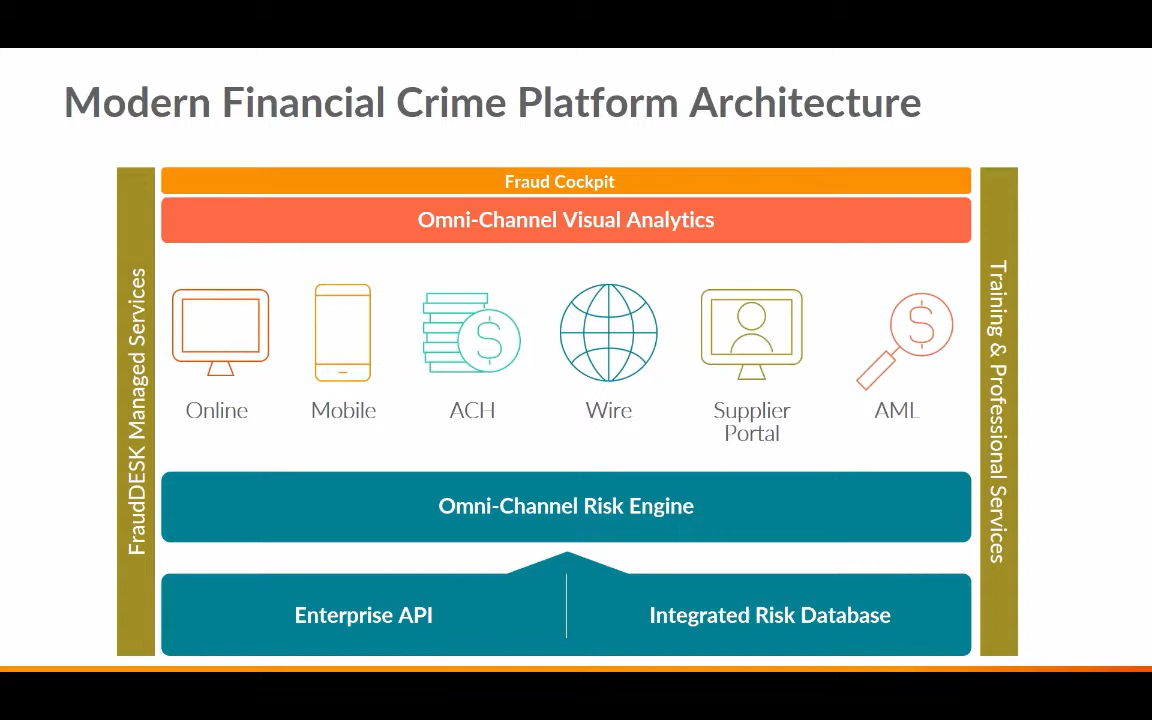 Modern Financial Crime Platform Architecture
Fraud Cockpit
Omni-Channel Visual Analytics
FraudDESK Managed Services
Training & Professional Services
$
$
Online
Mobile
ACH
Wire
Supplier
Portal
AML
Omni-Channel Risk Engine
Enterprise API
Integrated Risk Database